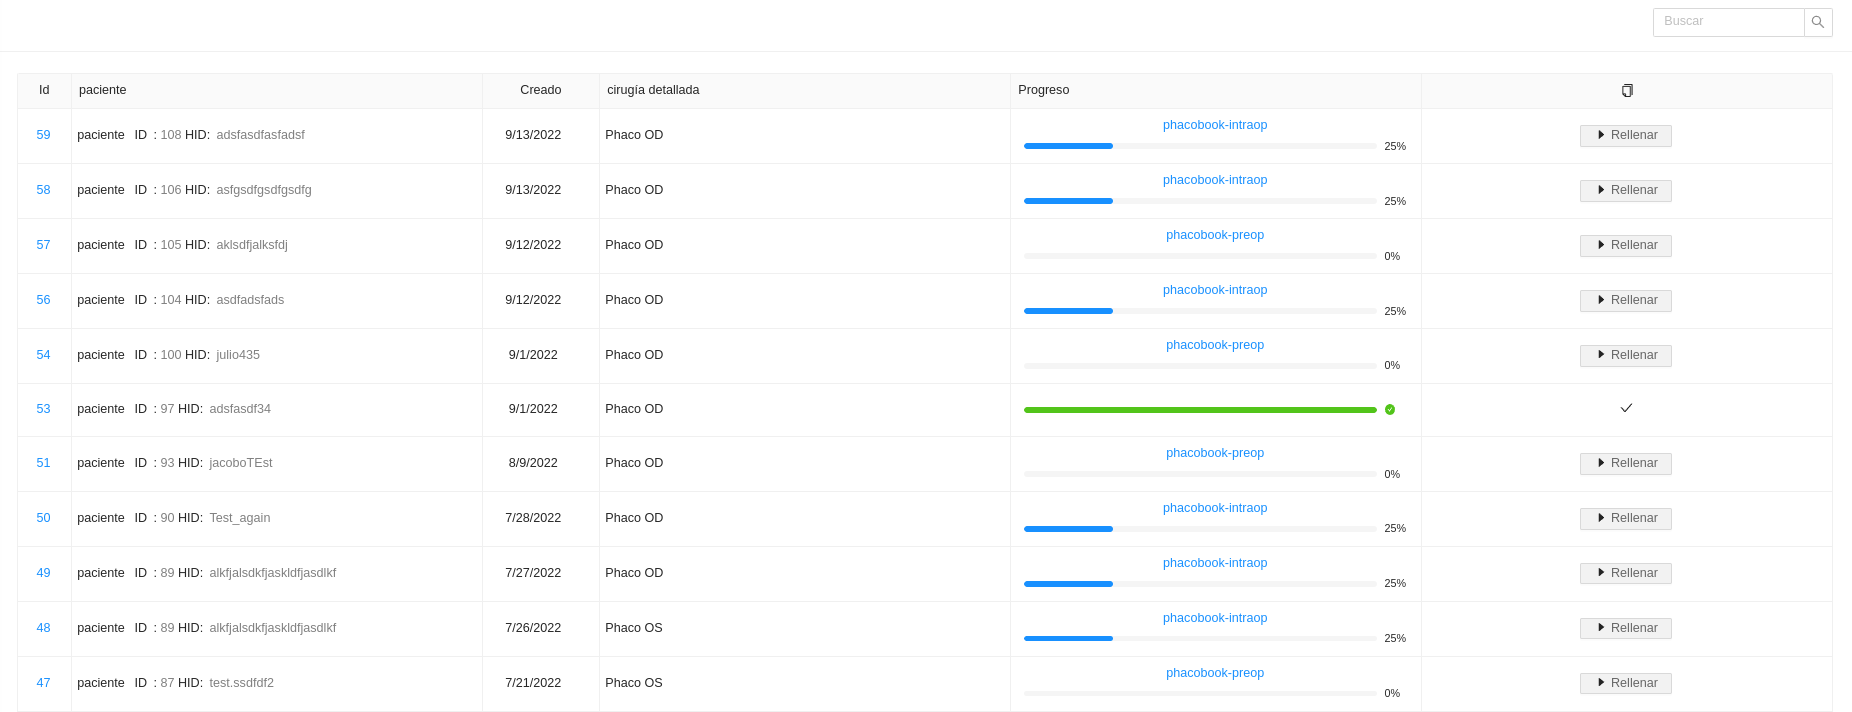 Buscar
Id paciente Creado cirugía detallada Progreso
59 paciente ID : 108 HID: adsfasdfasfadsf 9/13/2022 Phaco OD phacobook-intraop 25% Rellenar
58 paciente ID : 106 HID: asfgsdfgsdfgsdfg 9/13/2022 Phaco OD phacobook-intraop 25% Rellenar
57 paciente ID : 105 HID: aklsdfjalksfdj 9/12/2022 Phaco OD phacobook-preop 0% Rellenar
56 paciente ID : 104 HID: asdfadsfads 9/12/2022 Phaco OD phacobook-intraop 25% Rellenar
54 paciente ID : 100 HID: julio435 9/1/2022 Phaco OD phacobook-preop 0% Rellenar
53 paciente ID : 97 HID: adsfasdf34 9/1/2022 Phaco OD
51 paciente ID : 93 HID: jacoboTEst 8/9/2022 Phaco OD phacobook-preop 0% Rellenar
50 paciente ID : 90 HID: Test_again 7/28/2022 Phaco OD phacobook-intraop 25% Rellenar
49 paciente ID : 89 HID: alkfjalsdkfjaskldfjasdlkf 7/27/2022 Phaco OD phacobook-intraop 25% Rellenar
48 paciente ID : 89 HID: alkfjalsdkfjaskldfjasdlkf 7/26/2022 Phaco OS phacobook-intraop 25% Rellenar
47 paciente ID : 87 HID: test.ssdfdf2 7/21/2022 Phaco OS phacobook-preop 0% Rellenar